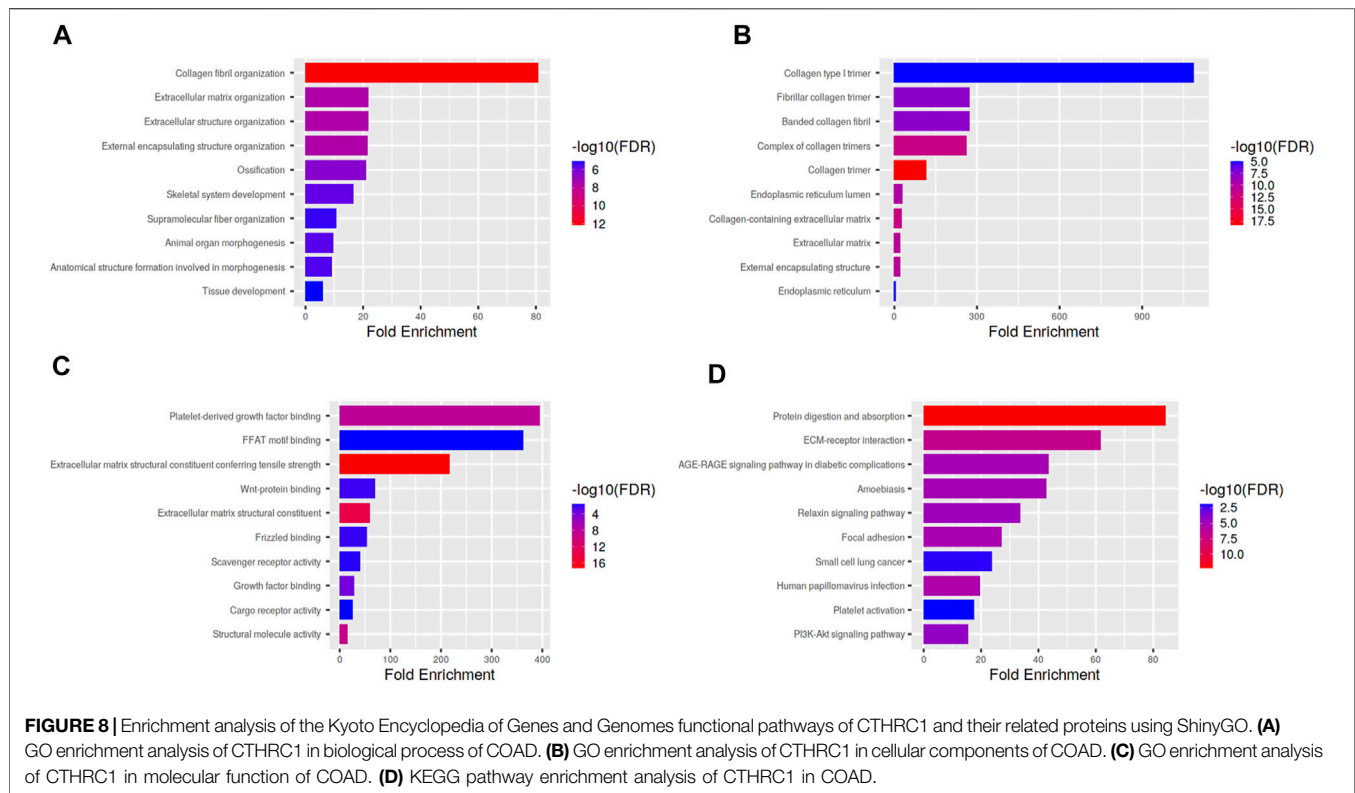 A
Collagen fibril organization
Extracellular matrix organization
Extracellular structure organization
External encapsulating structure organization
Ossification
Skeletal system development
Supramolecular fiber organization
Animal organ morphogenesis
Anatomical structure formation involved in morphogenesis
Tissue development
0 20 40 60 80
Fold Enrichment
-log10(FDR)
6
8
10
12
B
Collagen type I trimer
Fibrillar collagen trimer
Banded collagen fibril
Complex of collagen trimers
Collagen trimer
Endoplasmic reticulum lumen
Collagen-containing extracellular matrix
Extracellular matrix
External encapsulating structure
Endoplasmic reticulum
0 300 600 900
Fold Enrichment
-log10(FDR)
5.0
7.5
10.0
12.5
15.0
17.5
C
Platelet-derived growth factor binding
FFAT motif binding
Extracellular matrix structural constituent conferring tensile strength
Wnt-protein binding
Extracellular matrix structural constituent
Frizzled binding
Scavenger receptor activity
Growth factor binding
Cargo receptor activity
Structural molecule activity
0 100 200 300 400
Fold Enrichment
-log10(FDR)
4
8
12
16
D
Protein digestion and absorption
ECM-receptor interaction
AGE-RAGE signaling pathway in diabetic complications
Amoebiasis
Relaxin signaling pathway
Focal adhesion
Small cell lung cancer
Human papillomavirus infection
Platelet activation
PI3K-Akt signaling pathway
0 20 40 60 80
Fold Enrichment
-log10(FDR)
2.5
5.0
7.5
10.0
FIGURE 8 | Enrichment analysis of the Kyoto Encyclopedia of Genes and Genomes functional pathways of CTHRC1 and their related proteins using ShinyGO. (A)
GO enrichment analysis of CTHRC1 in biological process of COAD. (B) GO enrichment analysis of CTHRC1 in cellular components of COAD. (C) GO enrichment analysis
of CTHRC1 in molecular function of COAD. (D) KEGG pathway enrichment analysis of CTHRC1 in COAD.